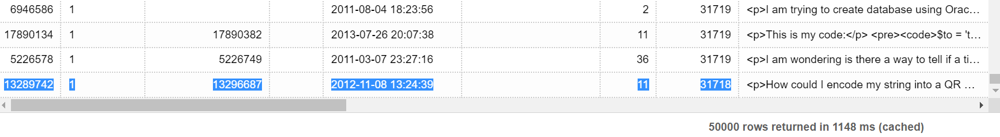 6946586 1 2011-08-04 18:23:56 2 31719 <p>I am trying to create database using Orac...
17890134 1 17890382 2013-07-26 20:07:38 11 31719 <p>This is my code:</p> <pre><code>$to = 't...
5226578 1 5226749 2011-03-07 23:27:16 36 31719 <p>I am wondering is there a way to tell if a ti...
13289742 1 13296687 2012-11-08 13:24:39 11 31718 <p>How could I encode my string into a QR ...
50000 rows returned in 1148 ms (cached)